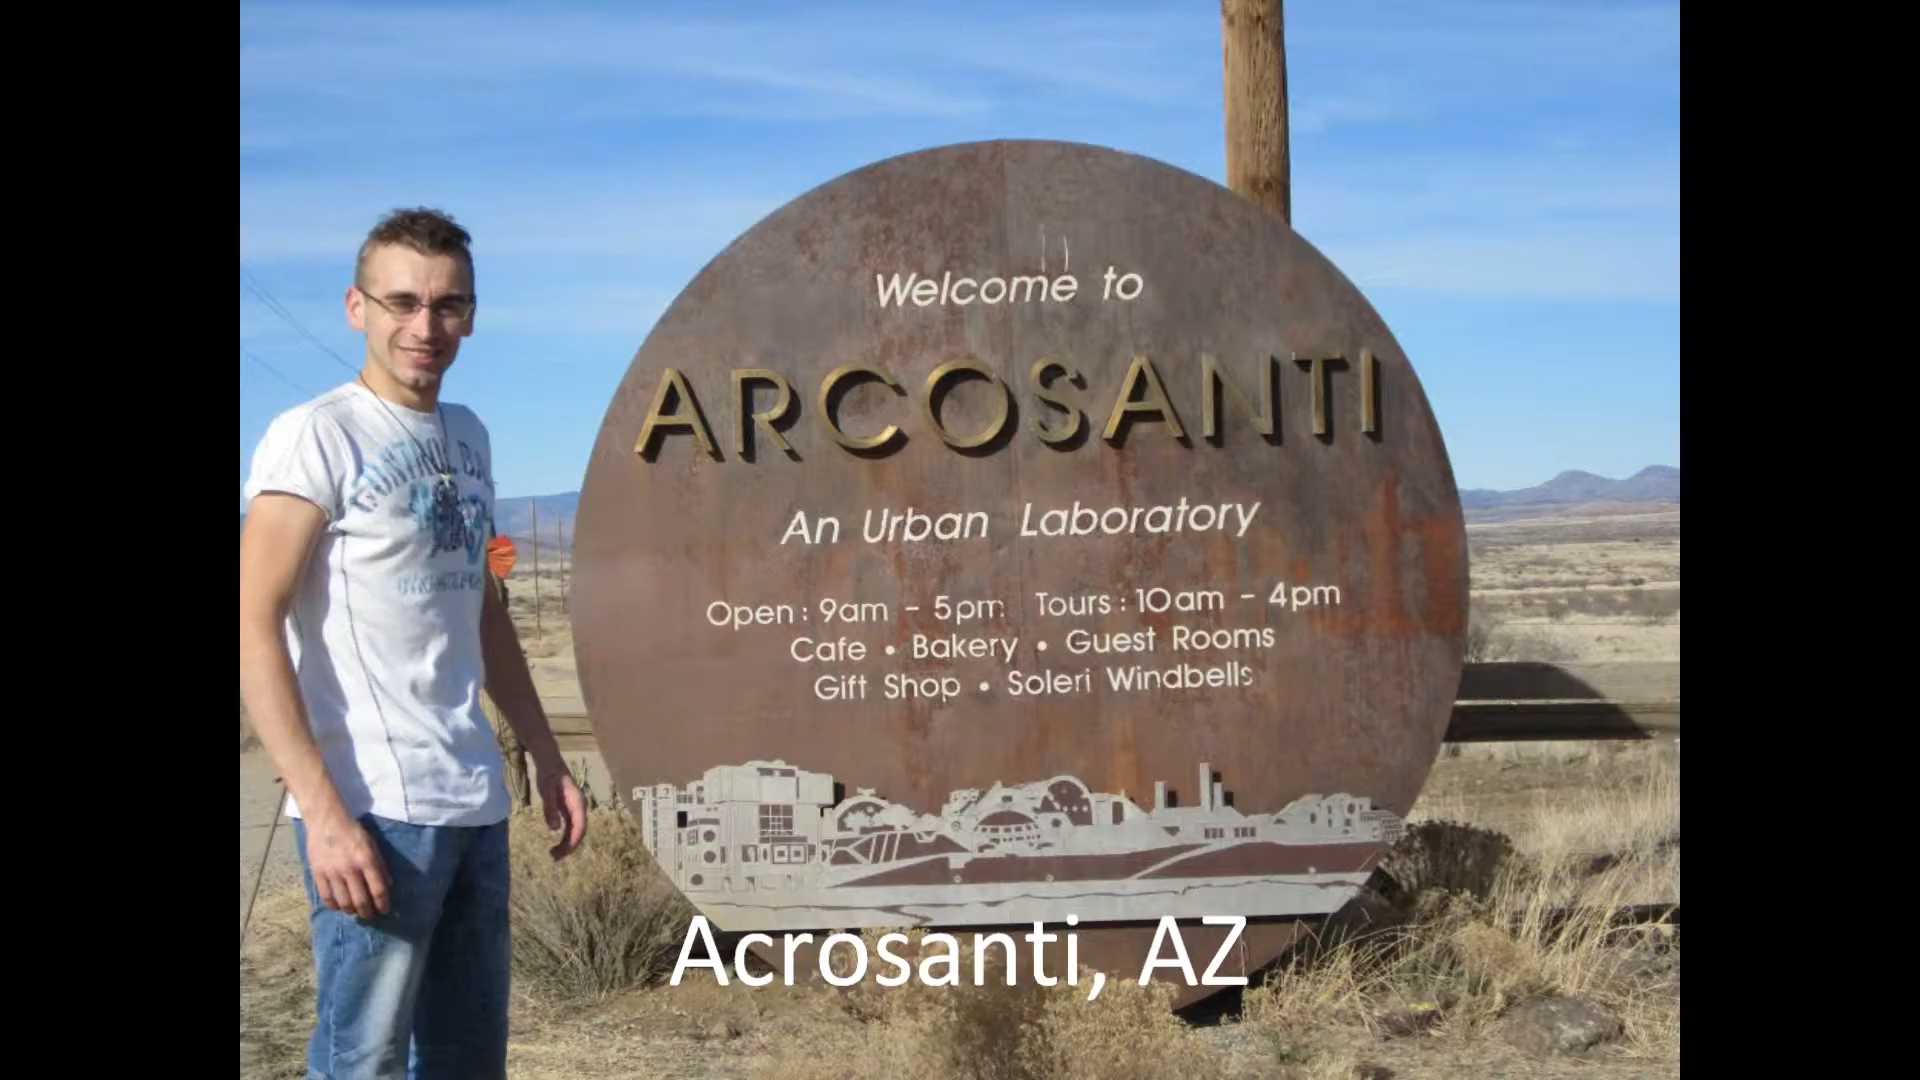 Welcome to
ARCOSANTI
An Urban Laboratory
Open: 9am - 5pm Tours: 10am - 4pm
Cafe • Bakery • Guest Rooms
Gift Shop • Soleri Windbells
Acrosanti, AZ